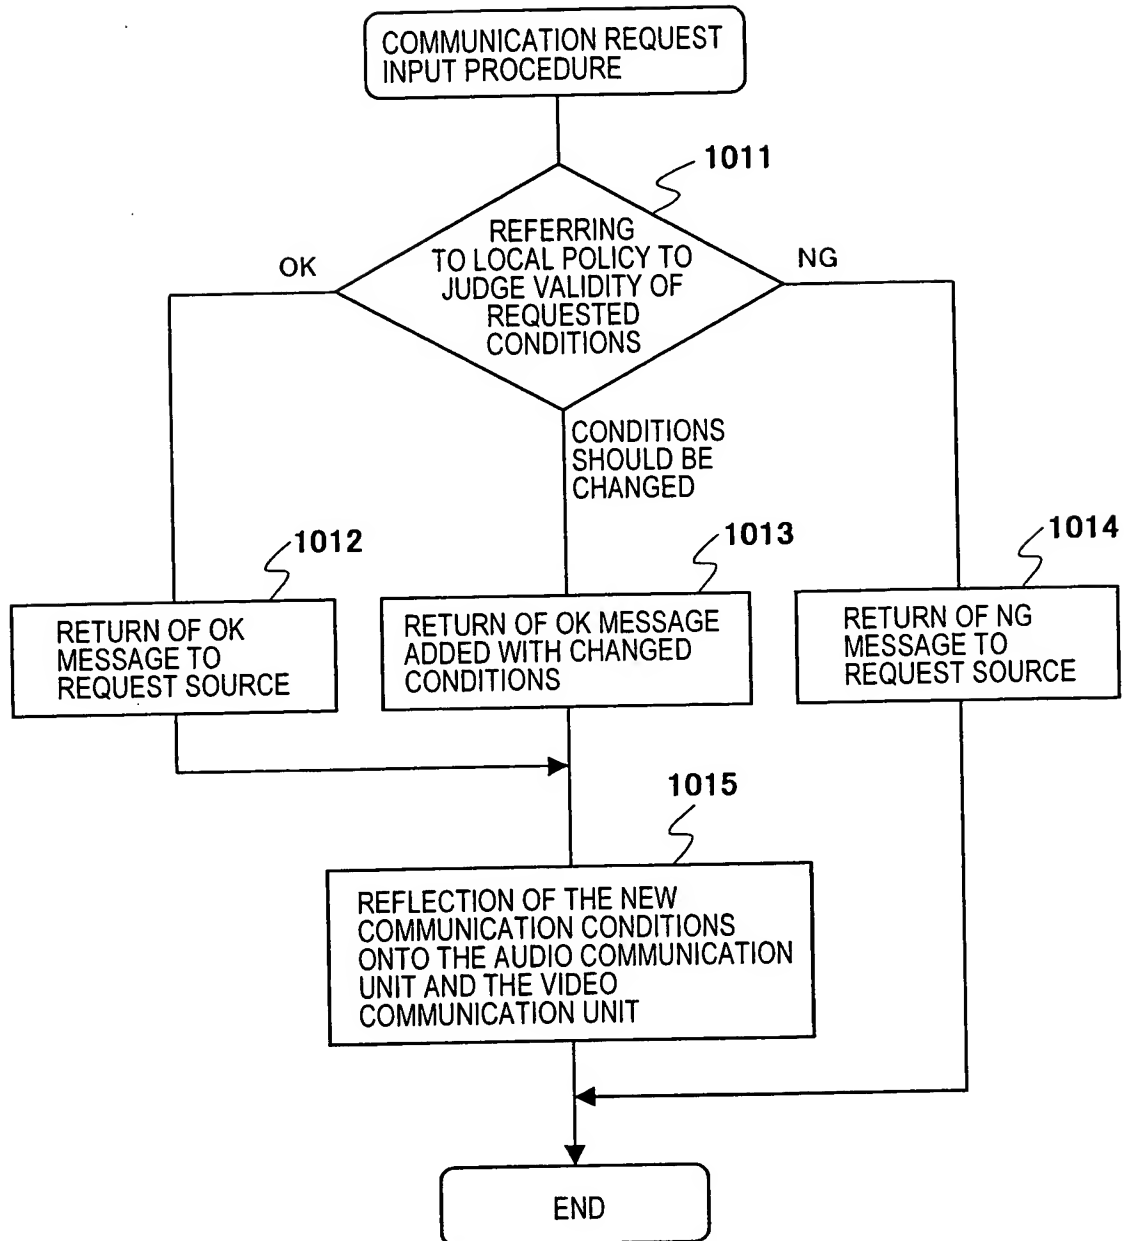 COMMUNICATION REQUEST
INPUT PROCEDURE
1011
REFERRING
TO LOCAL POLICY TO
JUDGE VALIDITY OF
REQUESTED
CONDITIONS
OK
NG
CONDITIONS
SHOULD BE
CHANGED
1012
RETURN OF OK
MESSAGE TO
REQUEST SOURCE
1013
RETURN OF OK MESSAGE
ADDED WITH CHANGED
CONDITIONS
1014
RETURN OF NG
MESSAGE TO
REQUEST SOURCE
1015
REFLECTION OF THE NEW
COMMUNICATION CONDITIONS
ONTO THE AUDIO COMMUNICATION
UNIT AND THE VIDEO
COMMUNICATION UNIT
END